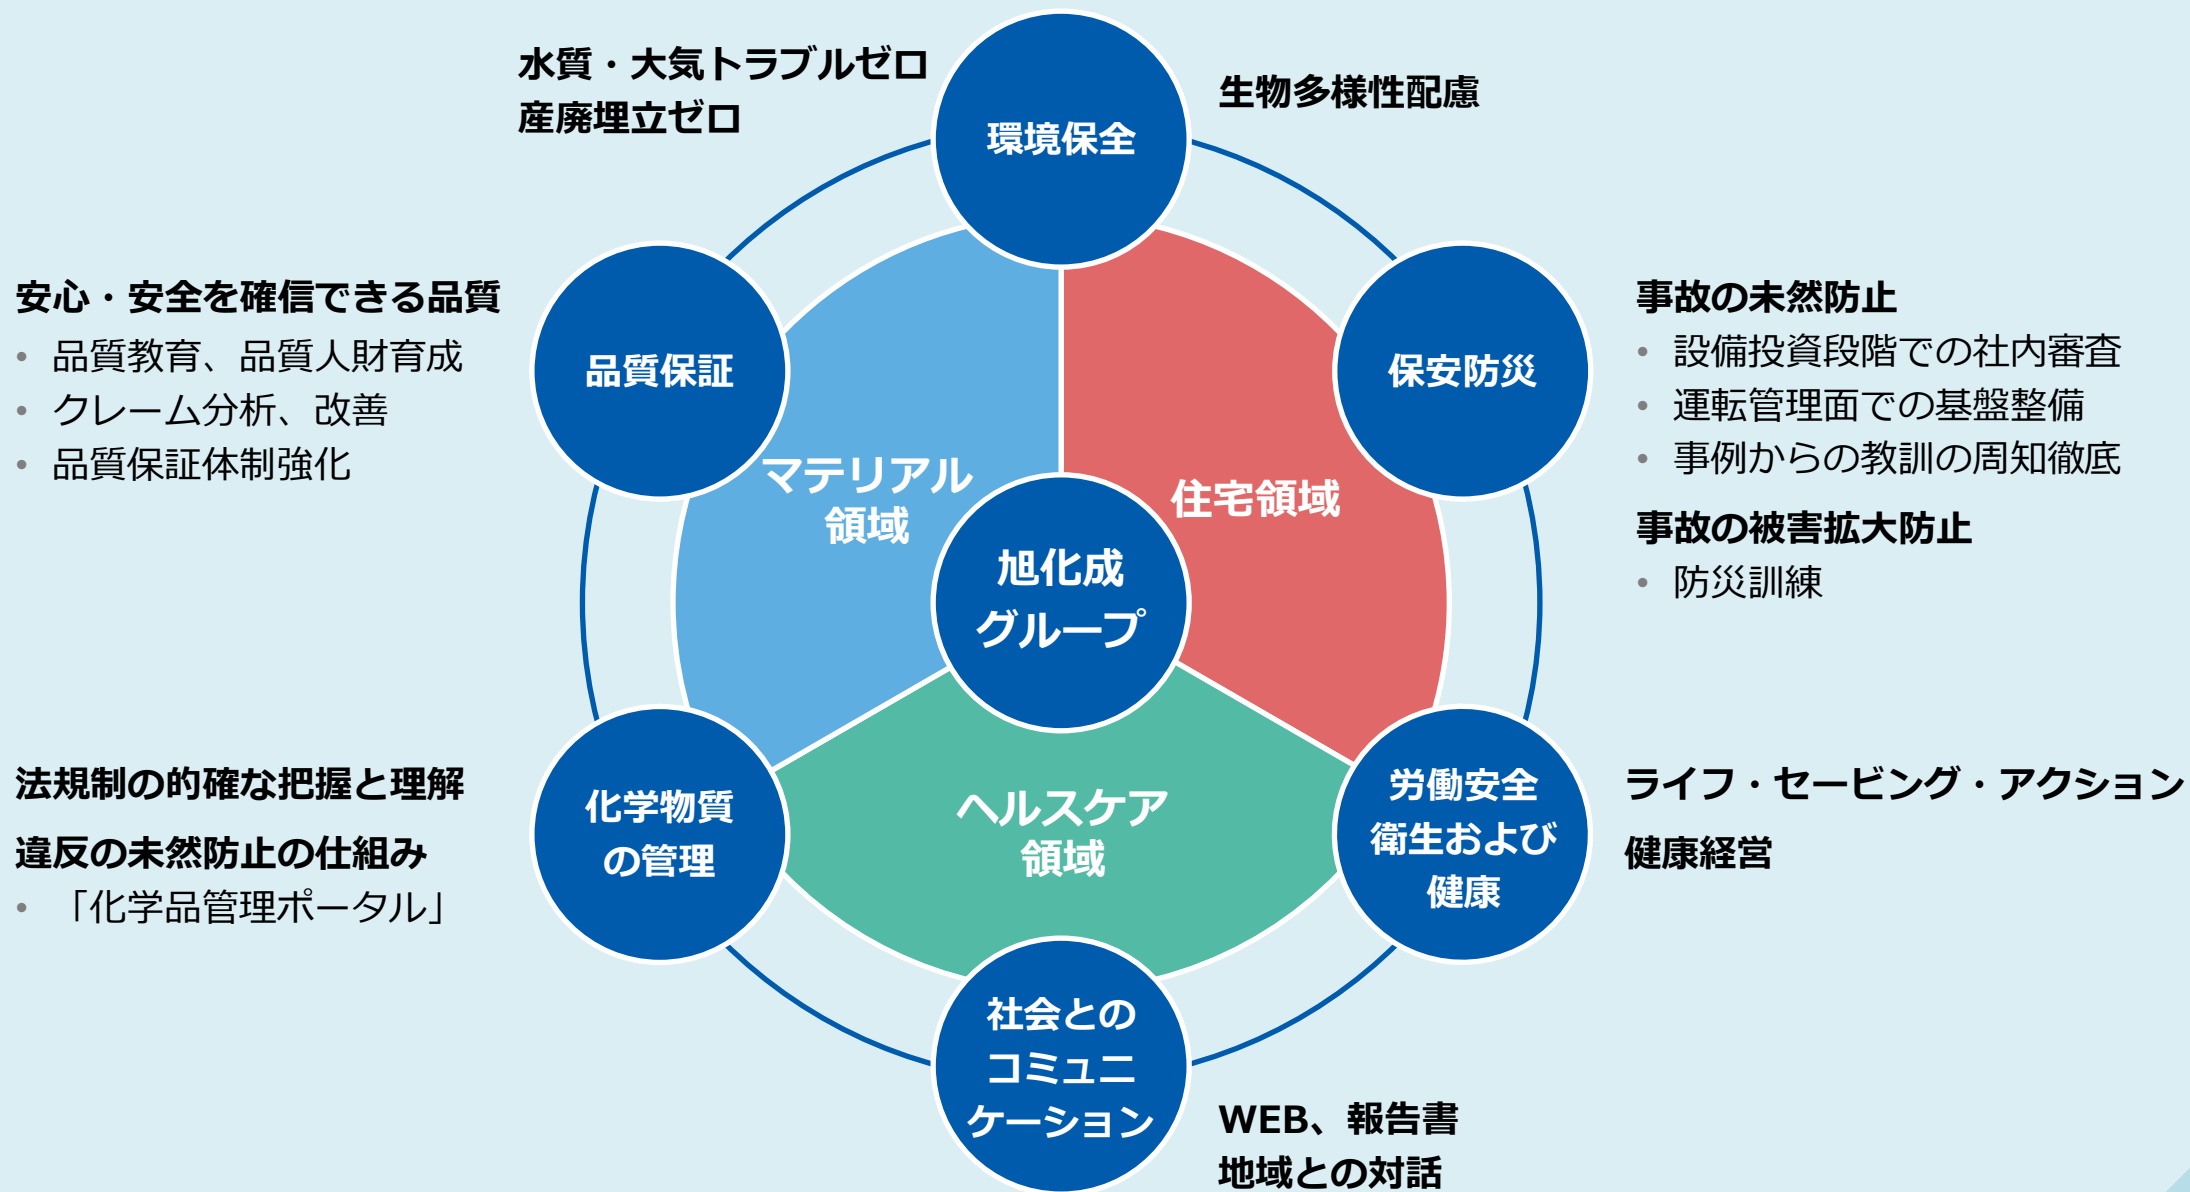 水質・大気トラブルゼロ
産廃埋立ゼロ
環境保全
生物多様性配慮
安心・安全を確信できる品質
• 品質教育、品質人財育成
• クレーム分析、改善
• 品質保証体制強化
品質保証
保安防災
事故の未然防止
• 設備投資段階での社内審査
• 運転管理面での基盤整備
• 事例からの教訓の周知徹底
事故の被害拡大防止
• 防災訓練
マテリアル
領域
住宅領域
旭化成
グループ
ヘルスケア
領域
法規制の的確な把握と理解
違反の未然防止の仕組み
• 「化学品管理ポータル」
化学物質
の管理
労働安全
衛生および
健康
ライフ・セービング・アクション
健康経営
社会との
コミュニ
ケーション
WEB、報告書
地域との対話